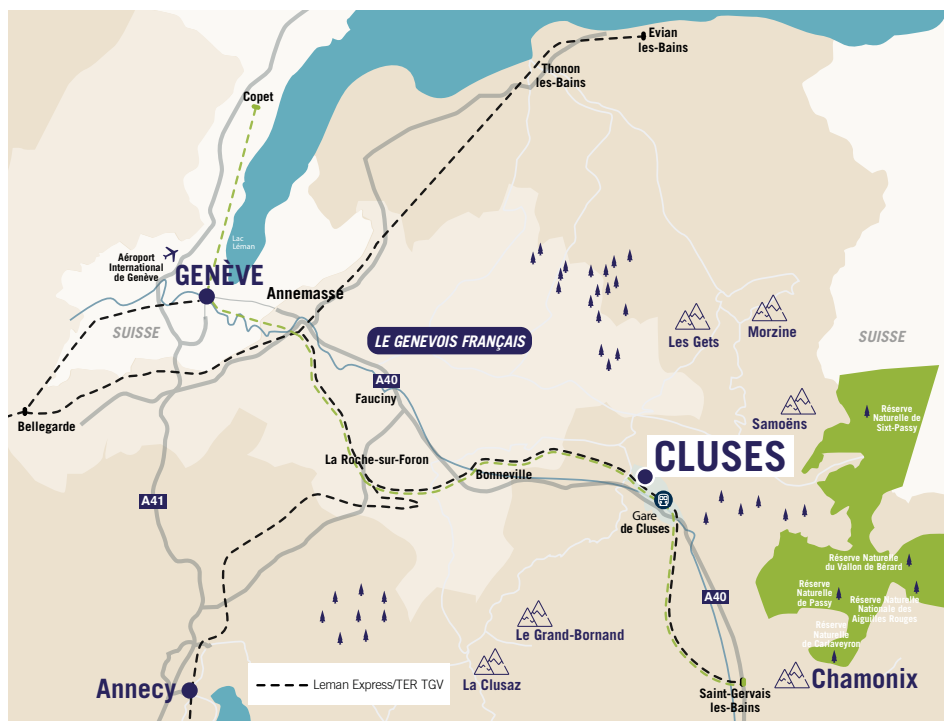 Evian
les-Bains
Thonon
les-Bains
Copet
Lac
Léman
Aéroport
International
de Genève
GENÈVE
Annemasse
SUISSE
LE GENEVOIS FRANÇAIS
Les Gets
Morzine
SUISSE
A40
Fauciny
Bellegarde
Samoëns
Réserve
Naturelle de
Sixt-Passy
La Roche-sur-Foron
Bonneville
CLUSES
A41
Gare
de Cluses
Réserve Naturelle
du Vallon de Bérard
Réserve
Naturelle
de Passy
Réserve Naturelle
Nationale des
Aiguilles Rouges
A40
Réserve
Naturelle
de Carlaveyron
Le Grand-Bornand
La Clusaz
Annecy
Leman Express/TER TGV
Saint-Gervais
les-Bains
Chamonix